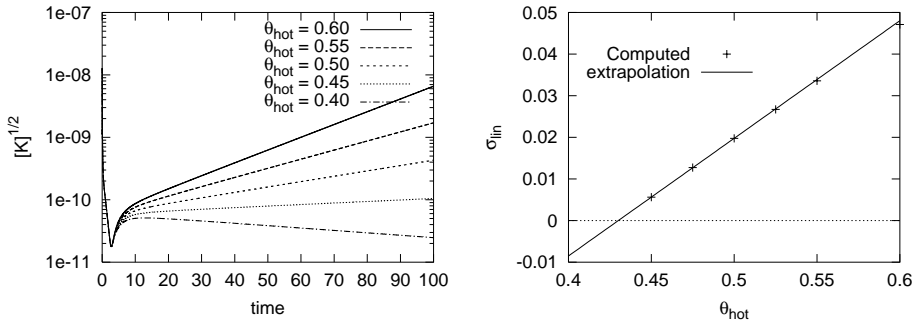 1e-07
1e-08
1e-09
1e-10
1e-11
[K]^{1/2}
0 10 20 30 40 50 60 70 80 90 100
time
θhot = 0.60
θhot = 0.55
θhot = 0.50
θhot = 0.45
θhot = 0.40
0.05
0.04
0.03
0.02
0.01
0
-0.01
σlin
0.4 0.45 0.5 0.55 0.6
θhot
Computed
extrapolation